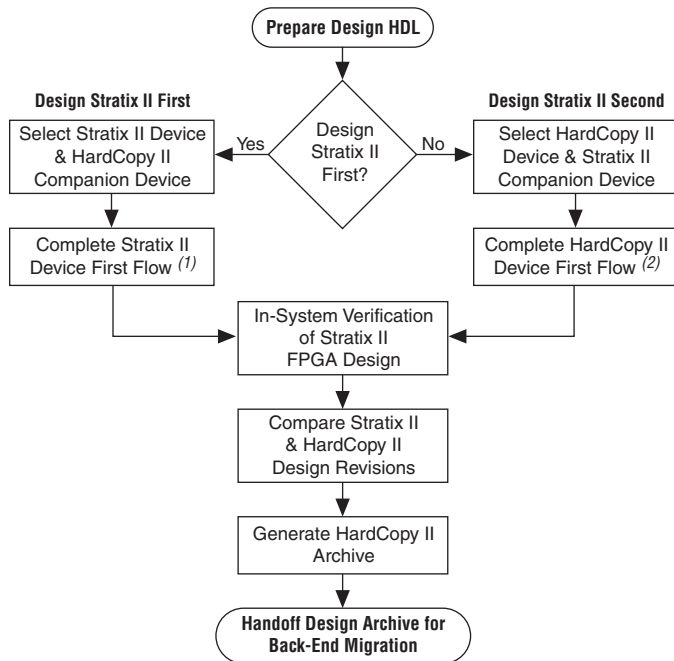 Prepare Design HDL
Design Stratix II First
Design Stratix II Second
Select Stratix II Device
& HardCopy II
Companion Device
Yes
Design
Stratix II
First?
No
Select HardCopy II
Device & Stratix II
Companion Device
Complete Stratix II
Device First Flow (1)
Complete HardCopy II
Device First Flow (2)
In-System Verification
of Stratix II
FPGA Design
Compare Stratix II
& HardCopy II
Design Revisions
Generate HardCopy II
Archive
Handoff Design Archive for
Back-End Migration